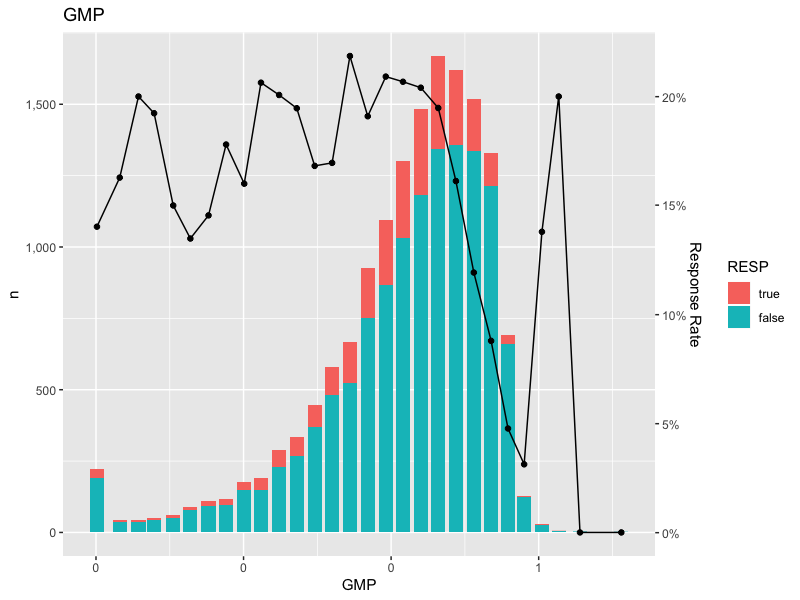 GMP
1,500
1,000
500
0
n
20%
15%
10%
5%
0%
Response Rate
0
0
0
1
GMP
RESP
true
false